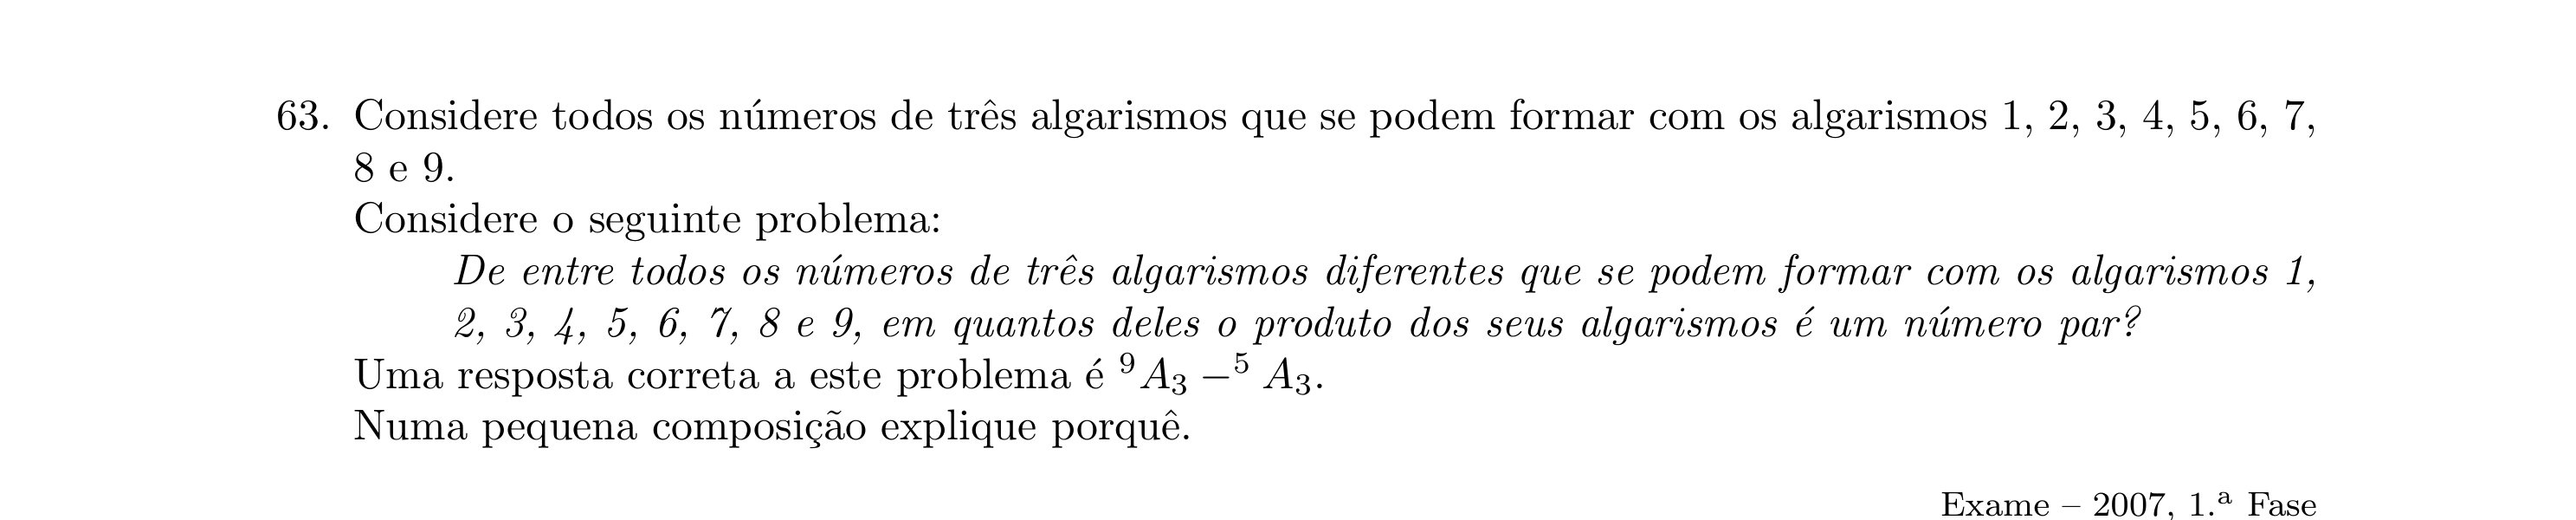 63. Considere todos os números de três algarismos que se podem formar com os algarismos 1, 2, 3, 4, 5, 6, 7,
8 e 9.
Considere o seguinte problema:
De entre todos os números de três algarismos diferentes que se podem formar com os algarismos 1,
2, 3, 4, 5, 6, 7, 8 e 9, em quantos deles o produto dos seus algarismos é um número par?
Uma resposta correta a este problema é ⁹A₃ −⁵ A₃.
Numa pequena composição explique porquê.
Exame – 2007, 1.ª Fase